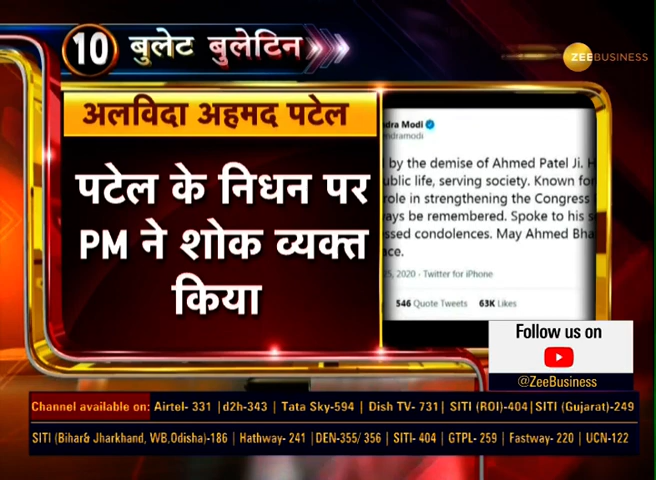 10 बुलेट बुलेटिन
ZEEBUSINESS
अलविदा अहमद पटेल
पटेल के निधन पर
PM ने शोक व्यक्त
किया
dra Modi
ndramodi
by the demise of Ahmed Patel Ji. H
ublic life, serving society. Known for
role in strengthening the Congress
ays be remembered. Spoke to his s
ssed condolences. May Ahmed Bha
ce.
5, 2020 - Twitter for iPhone
546 Quote Tweets 63K Likes
Follow us on
@ZeeBusiness
Channel available on: Airtel- 331 |d2h-343 | Tata Sky-594 | Dish TV- 731| SITI (ROI)-404|SITI (Gujarat)-249
SITI (Bihar& Jharkhand, WB,Odisha)-186 | Hathway- 241 |DEN-355/ 356 | SITI- 404 | GTPL- 259 | Fastway- 220 | UCN-122